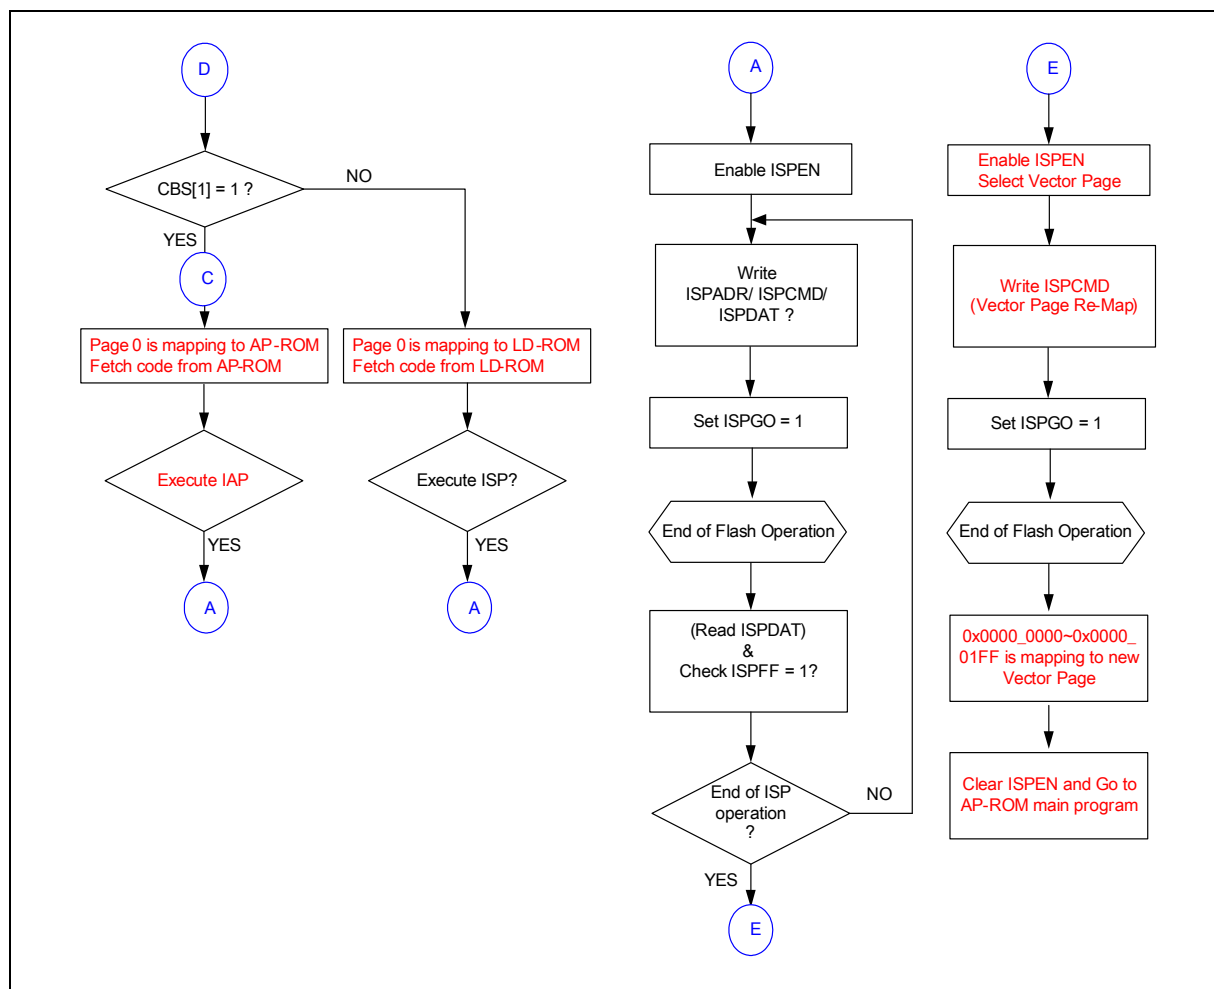 D
CBS[1] = 1 ?
NO
YES
C
Page 0 is mapping to AP-ROM
Fetch code from AP-ROM
Page 0 is mapping to LD-ROM
Fetch code from LD-ROM
Execute IAP
Execute ISP?
YES
YES
A
A
A
Enable ISPEN
Write
ISPADR/ ISPCMD/
ISPDAT ?
Set ISPGO = 1
End of Flash Operation
(Read ISPDAT)
&
Check ISPFF = 1?
End of ISP
operation
?
NO
YES
E
E
Enable ISPEN
Select Vector Page
Write ISPCMD
(Vector Page Re-Map)
Set ISPGO = 1
End of Flash Operation
0x0000_0000~0x0000_
01FF is mapping to new
Vector Page
Clear ISPEN and Go to
AP-ROM main program